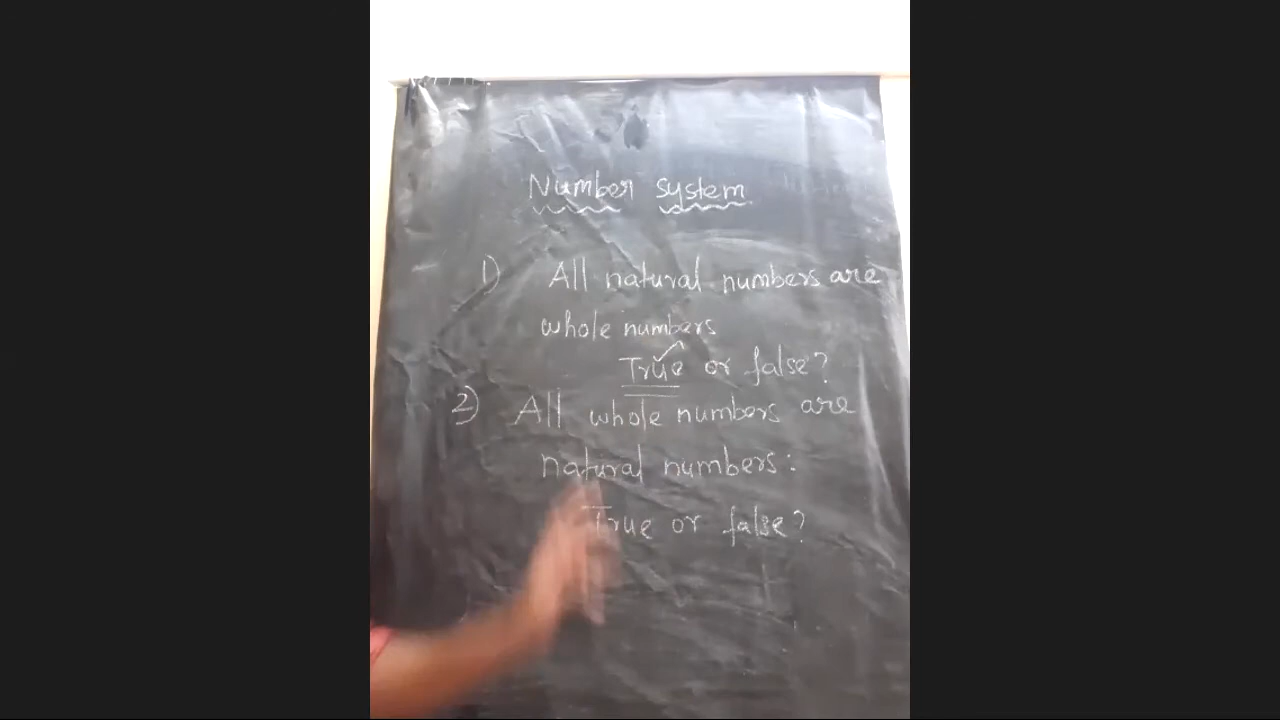 Number system
1) All natural numbers are
whole numbers
True or false?
2) All whole numbers are
natural numbers:
True or false?